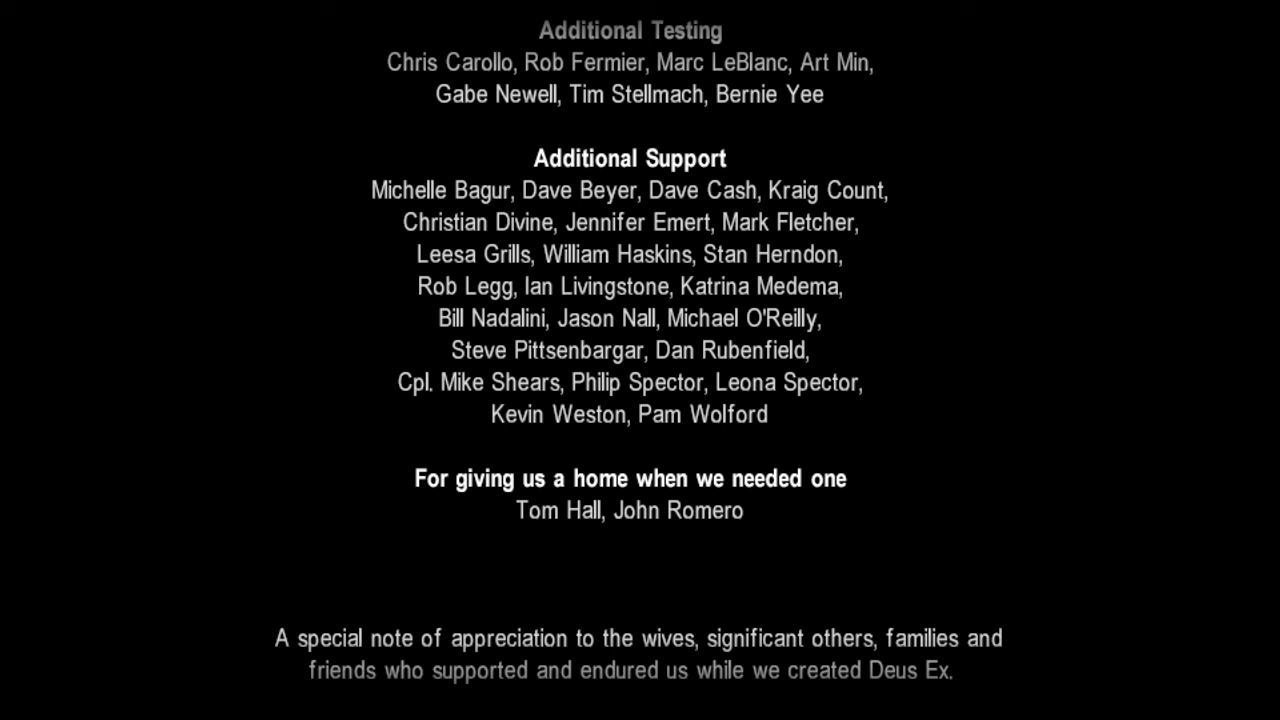 Additional Testing
Chris Carollo, Rob Fermier, Marc LeBlanc, Art Min,
Gabe Newell, Tim Stellmach, Bernie Yee
Additional Support
Michelle Bagur, Dave Beyer, Dave Cash, Kraig Count,
Christian Divine, Jennifer Emert, Mark Fletcher,
Leesa Grills, William Haskins, Stan Herndon,
Rob Legg, Ian Livingstone, Katrina Medema,
Bill Nadalini, Jason Nall, Michael O'Reilly,
Steve Pittsenbargar, Dan Rubenfield,
Cpl. Mike Shears, Philip Spector, Leona Spector,
Kevin Weston, Pam Wolford
For giving us a home when we needed one
Tom Hall, John Romero
A special note of appreciation to the wives, significant others, families and
friends who supported and endured us while we created Deus Ex.